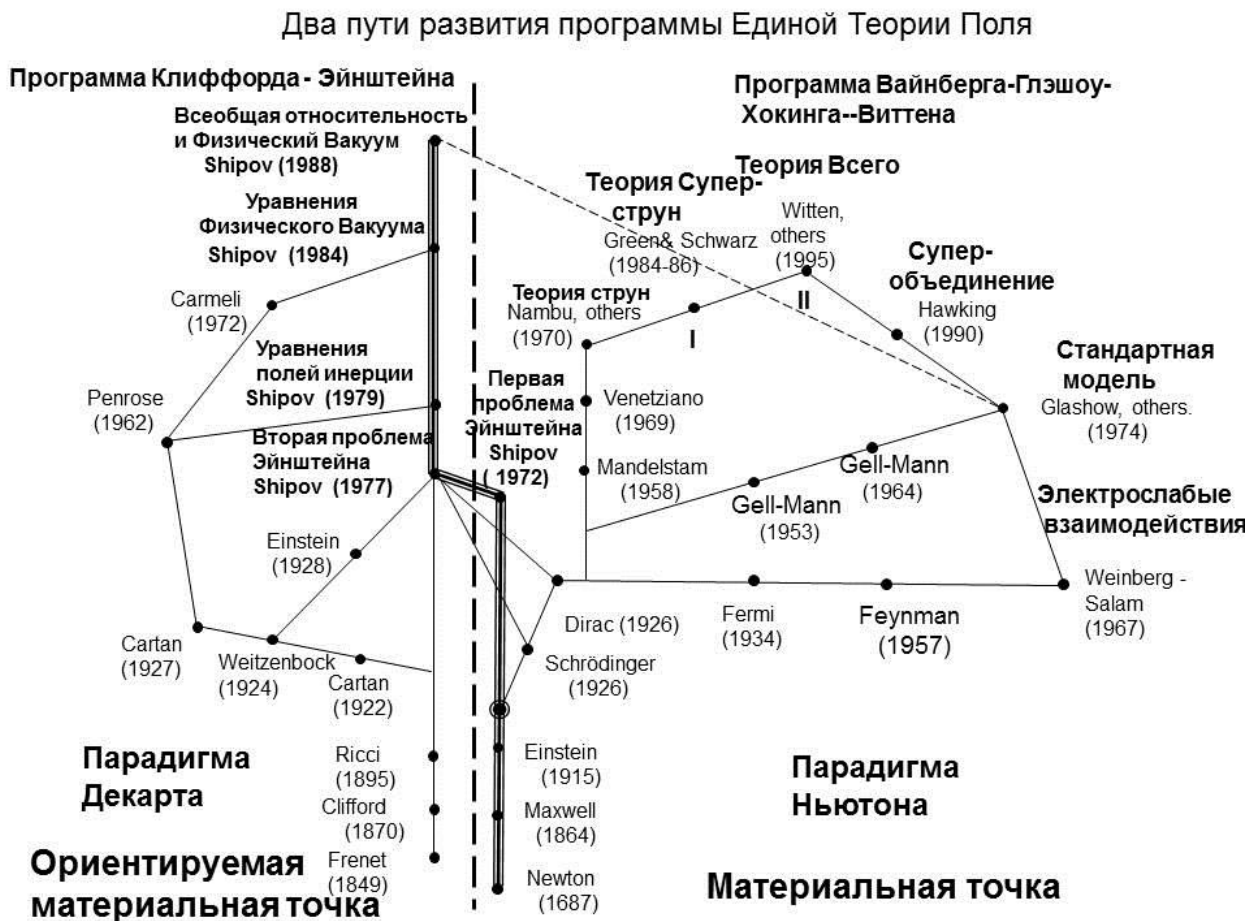 Два пути развития программы Единой Теории Поля
Программа Клиффорда - Эйнштейна
Программа Вайнберга-Глэшоу-
Хокинга--Виттена
Всеобщая относительность
и Физический Вакуум
Shipov (1988)
Теория Всего
Теория Супер-
струн
Green& Schwarz
(1984-86)
Witten,
others
(1995)
Уравнения
Физического Вакуума
Shipov (1984)
Супер-
объединение
Hawking
(1990)
Carmeli
(1972)
Теория струн
Nambu, others
(1970)
I
II
Уравнения
полей инерции
Shipov (1979)
Первая
проблема
Эйнштейна
Shipov
( 1972)
Стандартная
модель
Glashow, others.
(1974)
Penrose
(1962)
Venetziano
(1969)
Вторая проблема
Эйнштейна
Shipov (1977)
Mandelstam
(1958)
Gell-Mann
(1964)
Gell-Mann
(1953)
Электрослабые
взаимодействия
Einstein
(1928)
Weinberg -
Salam
(1967)
Dirac (1926)
Fermi
(1934)
Feynman
(1957)
Cartan
(1927)
Weitzenbock
(1924)
Cartan
(1922)
Schrödinger
(1926)
Парадигма
Декарта
Ricci
(1895)
Einstein
(1915)
Парадигма
Ньютона
Clifford
(1870)
Maxwell
(1864)
Ориентируемая
материальная точка
Frenet
(1849)
Newton
(1687)
Материальная точка